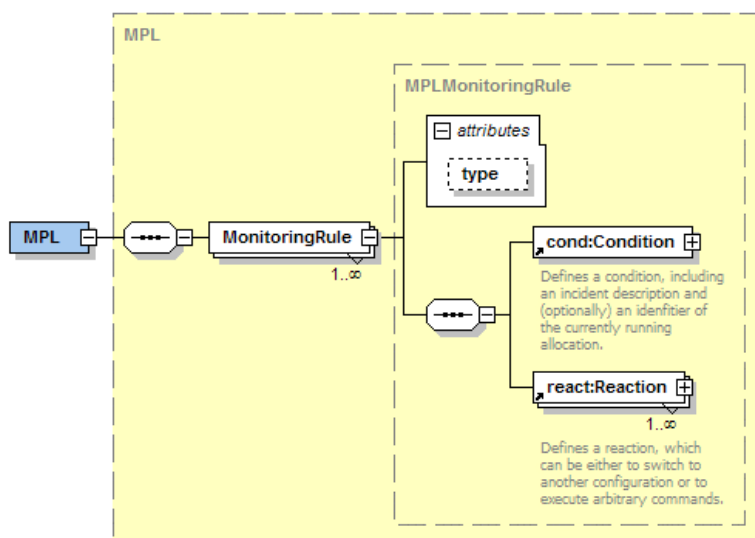 MPL
MPLMonitoringRule
attributes
type
MPL
MonitoringRule
1..∞
cond:Condition
Defines a condition, including
an incident description and
(optionally) an idenfitier of
the currently running
allocation.
react:Reaction
1..∞
Defines a reaction, which
can be either to switch to
another configuration or to
execute arbitrary commands.